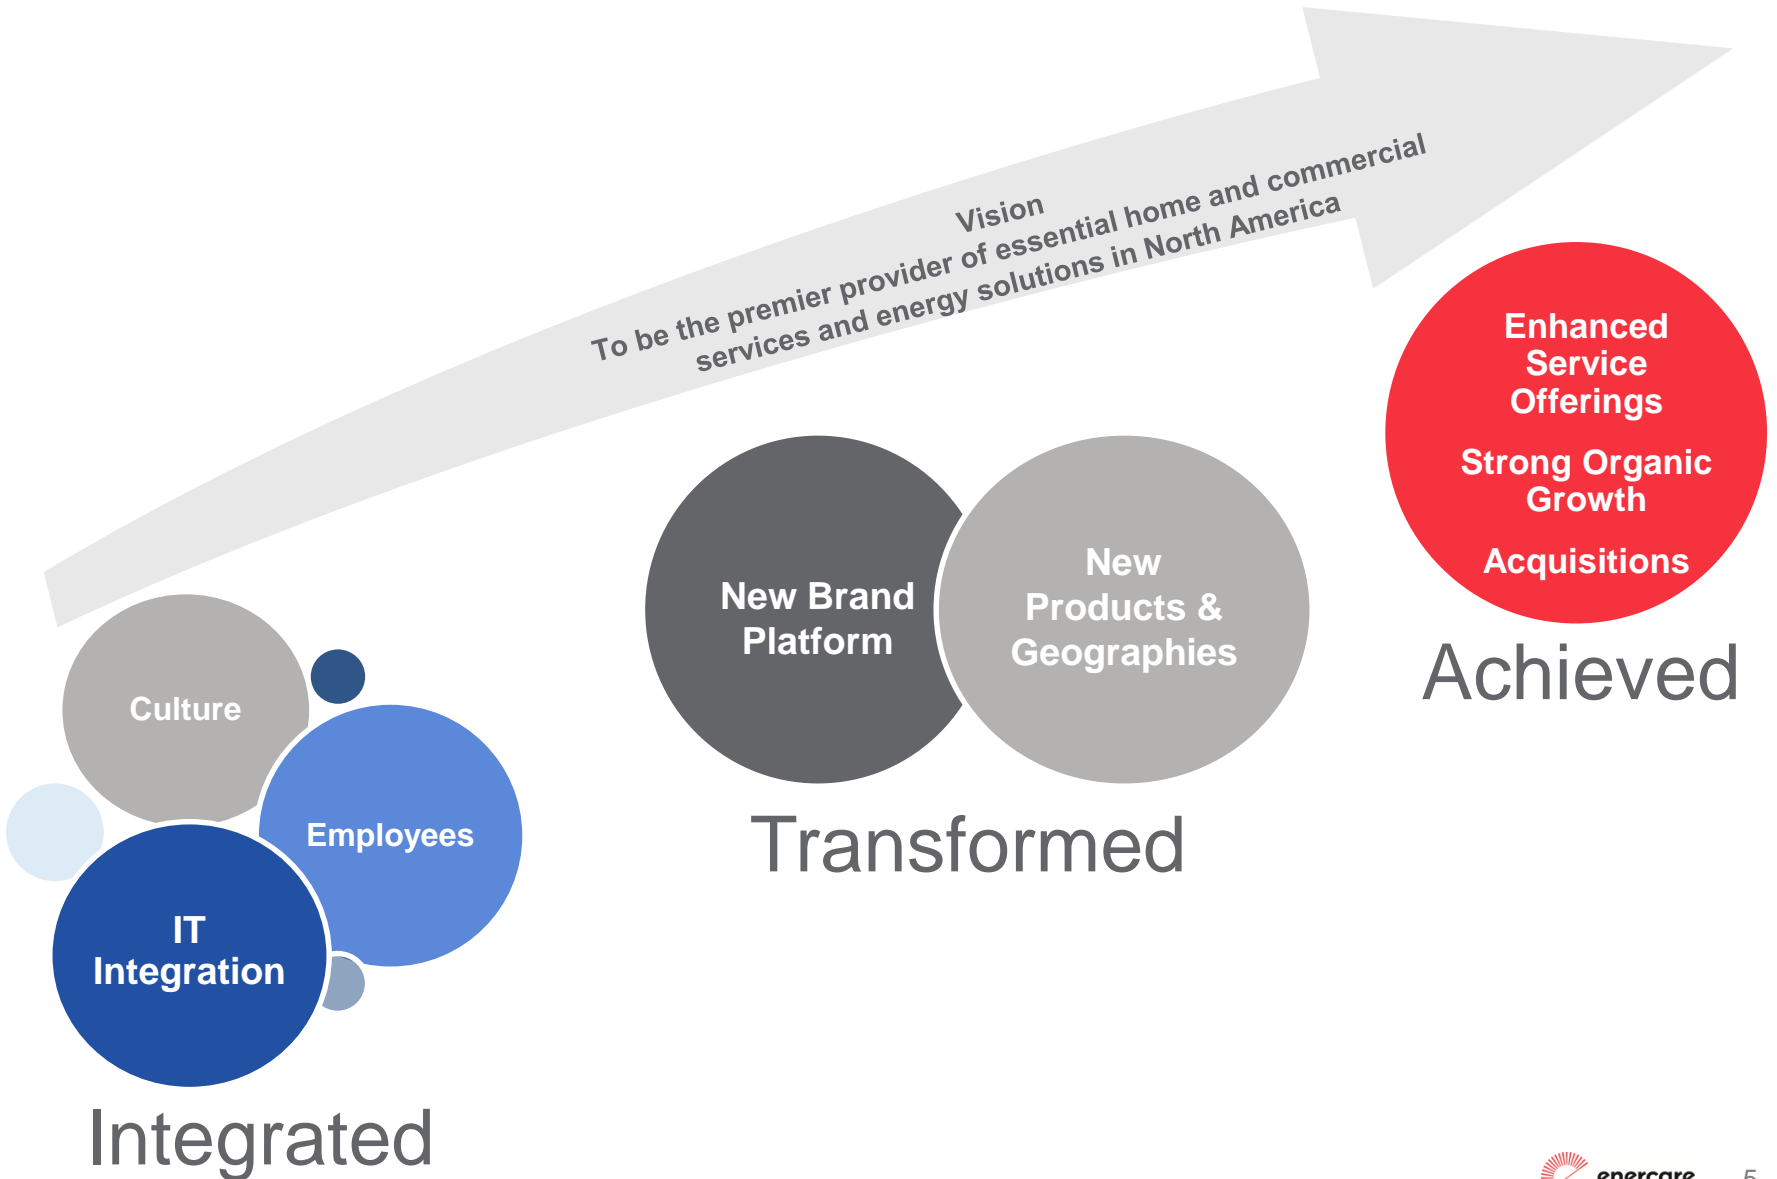 Vision
To be the premier provider of essential home and commercial
services and energy solutions in North America
Enhanced
Service
Offerings
Strong Organic
Growth
Acquisitions
Achieved
New Brand
Platform
New
Products &
Geographies
Transformed
Culture
Employees
IT
Integration
Integrated
enercare
5